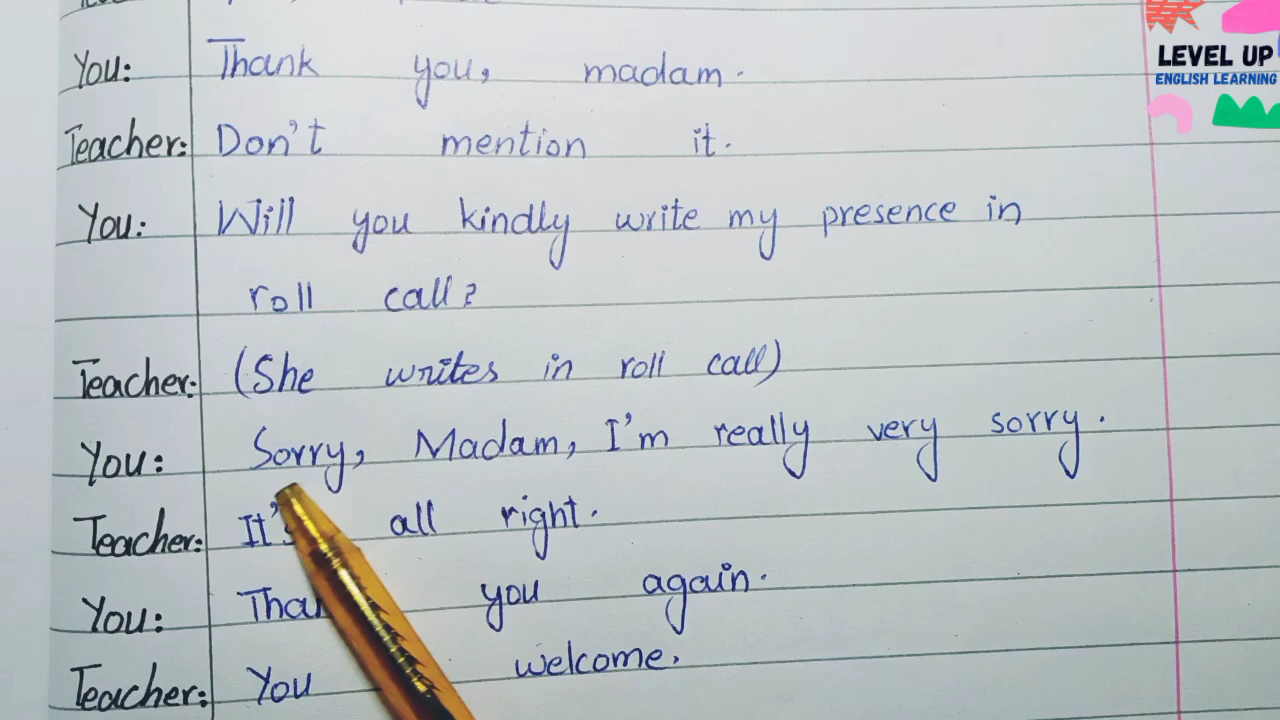 You: Thank you, madam.
Teacher: Don't mention it.
You: Will you kindly write my presence in
roll call?
Teacher: (She writes in roll call)
You: Sorry, Madam, I'm really very sorry.
Teacher: It's all right.
You: you again.
Teacher: You welcome.
LEVEL UP
ENGLISH LEARNING